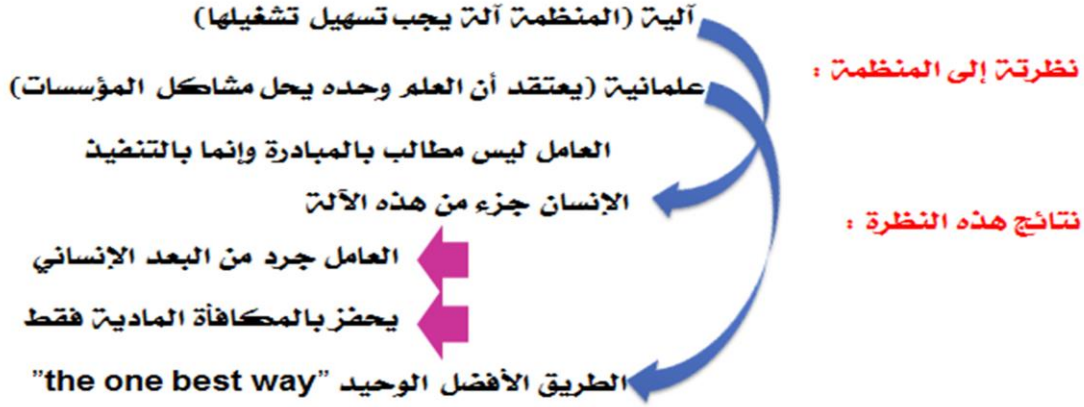 آلية (المنظمة آلة يجب تسهيل تشغيلها)
نظرته إلى المنظمة :
علمانية (يعتقد أن العلم وحده يحل مشاكل المؤسسات)
العامل ليس مطالب بالمبادرة وإنما بالتنفيذ
الإنسان جزء من هذه الآلة
نتائج هذه النظرة :
العامل جرد من البعد الإنساني
يحفز بالمكافأة المادية فقط
الطريق الأفضل الوحيد "the one best way"